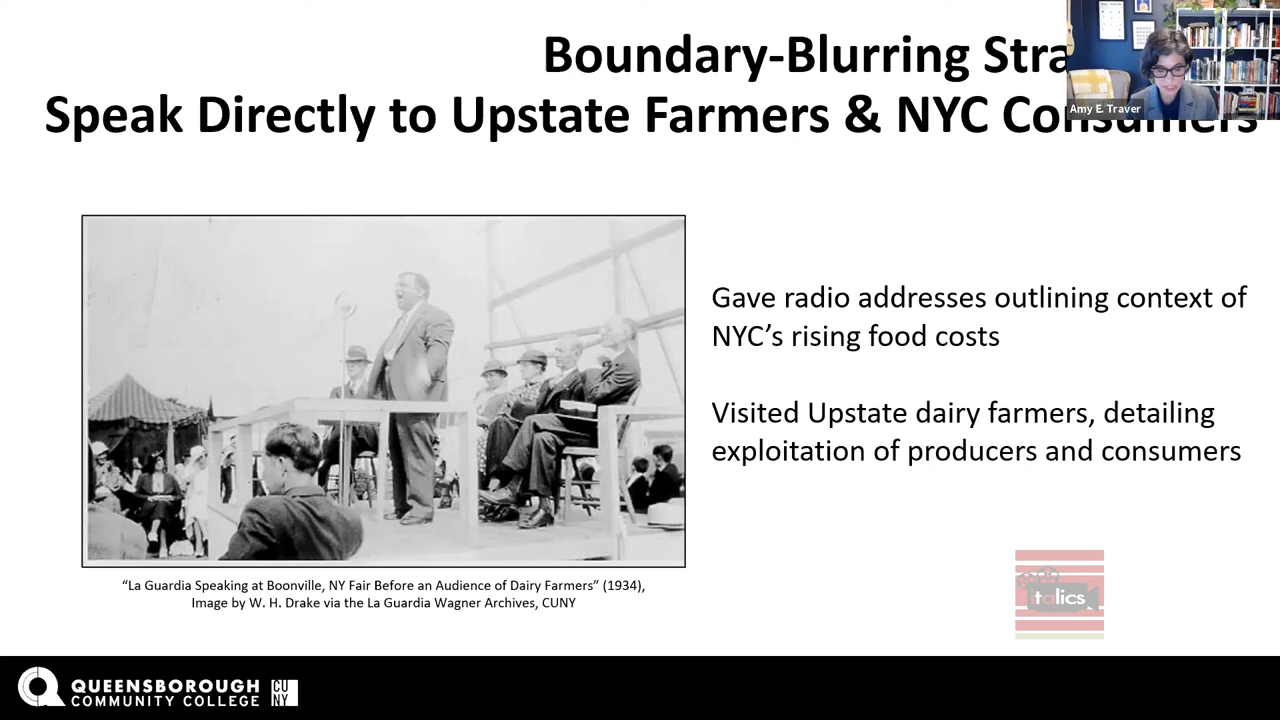 Boundary-Blurring Stra
Speak Directly to Upstate Farmers & NYC Consumers
Amy E. Traver
Gave radio addresses outlining context of
NYC’s rising food costs
Visited Upstate dairy farmers, detailing
exploitation of producers and consumers
“La Guardia Speaking at Boonville, NY Fair Before an Audience of Dairy Farmers” (1934),
Image by W. H. Drake via the La Guardia Wagner Archives, CUNY
italics
QUEENSBOROUGH
COMMUNITY COLLEGE
CU
NY